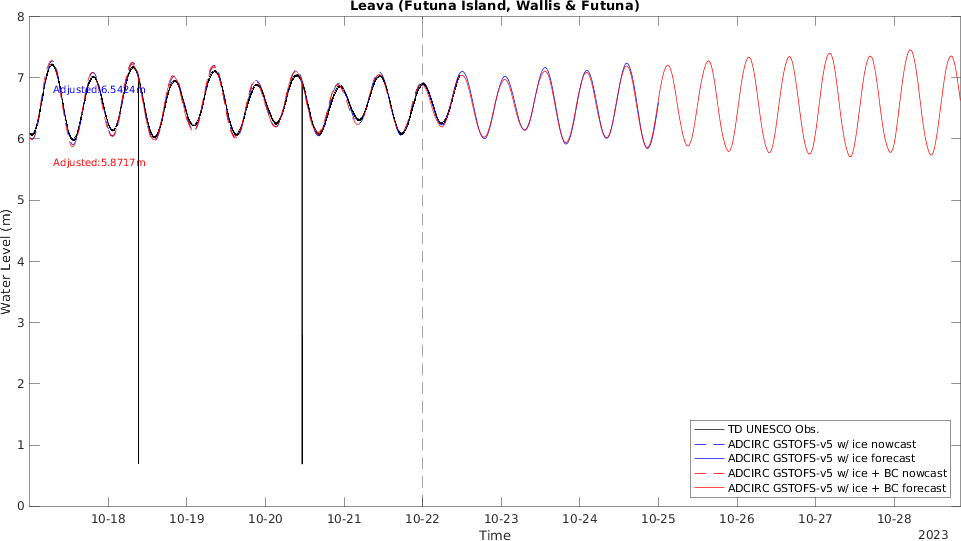 Leava (Futuna Island, Wallis & Futuna)
8
7
6
5
4
3
2
1
0
Water Level (m)
Adjusted:6.5424m
Adjusted:5.8717m
TD UNESCO Obs.
ADCIRC GSTOFS-v5 w/ ice nowcast
ADCIRC GSTOFS-v5 w/ ice forecast
ADCIRC GSTOFS-v5 w/ ice + BC nowcast
ADCIRC GSTOFS-v5 w/ ice + BC forecast
10-18 10-19 10-20 10-21 10-22 10-23 10-24 10-25 10-26 10-27 10-28
Time
2023